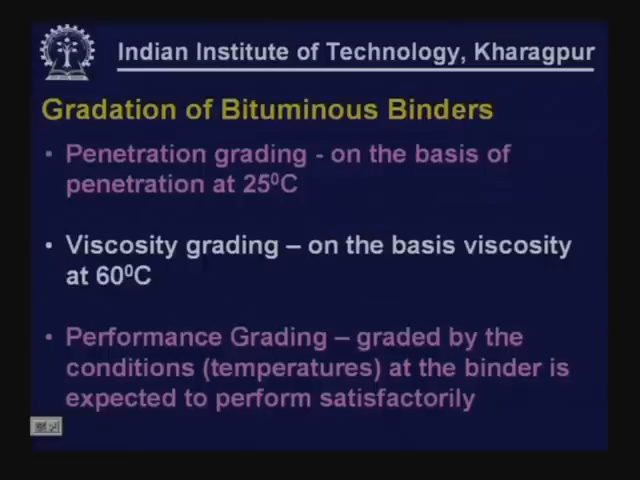 Indian Institute of Technology, Kharagpur
Gradation of Bituminous Binders
• Penetration grading - on the basis of
penetration at 25⁰C
• Viscosity grading – on the basis viscosity
at 60⁰C
• Performance Grading – graded by the
conditions (temperatures) at the binder is
expected to perform satisfactorily